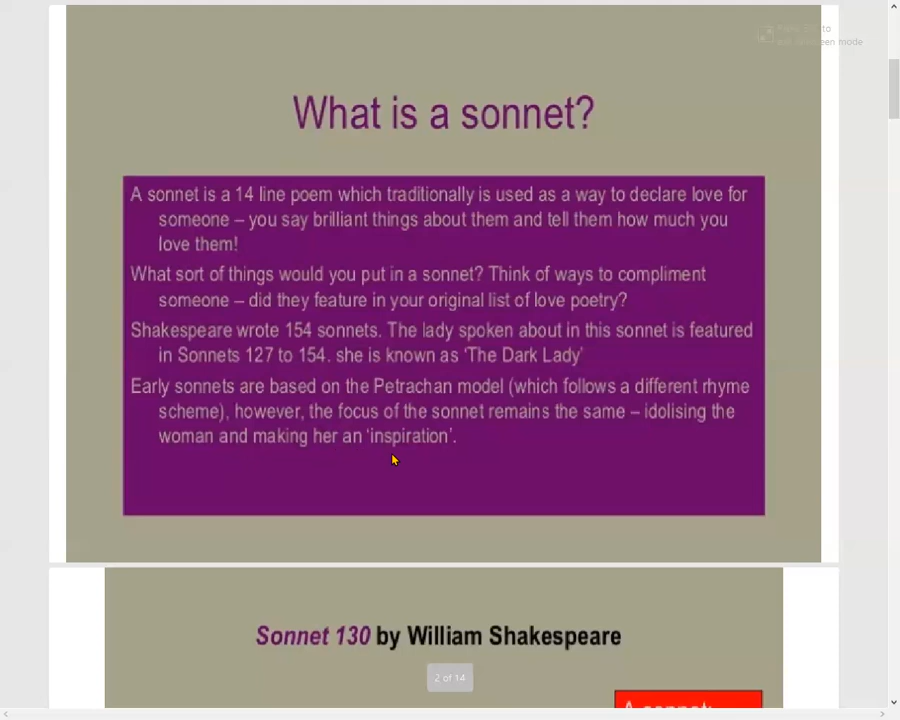 What is a sonnet?
A sonnet is a 14 line poem which traditionally is used as a way to declare love for
someone – you say brilliant things about them and tell them how much you
love them!
What sort of things would you put in a sonnet? Think of ways to compliment
someone – did they feature in your original list of love poetry?
Shakespeare wrote 154 sonnets. The lady spoken about in this sonnet is featured
in Sonnets 127 to 154. she is known as ‘The Dark Lady’
Early sonnets are based on the Petrachan model (which follows a different rhyme
scheme), however, the focus of the sonnet remains the same – idolising the
woman and making her an ‘inspiration’.
Sonnet 130 by William Shakespeare
2 of 14
A sonnet: